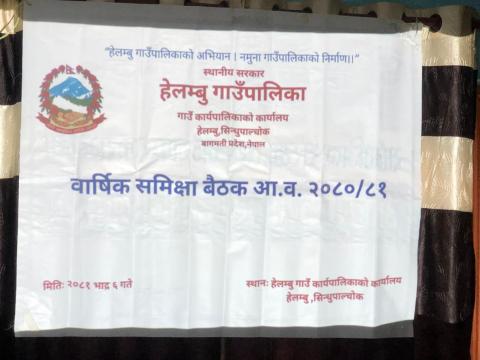 "हेलम्बु गाउँपालिकाको अभियान । नमुना गाउँपालिकाको निर्माण।।"
स्थानीय सरकार
हेलम्बु गाउँपालिका
गाउँ कार्यपालिकाको कार्यालय
हेलम्बु,सिन्धुपाल्चोक
बागमती प्रदेश,नेपाल
वार्षिक समिक्षा बैठक आ.व. २०८०/८१
मितिः २०८१ भाद्र ६ गते
स्थानः हेलम्बु गाउँ कार्यपालिकाको कार्यालय
हेलम्बु ,सिन्धुपाल्चोक